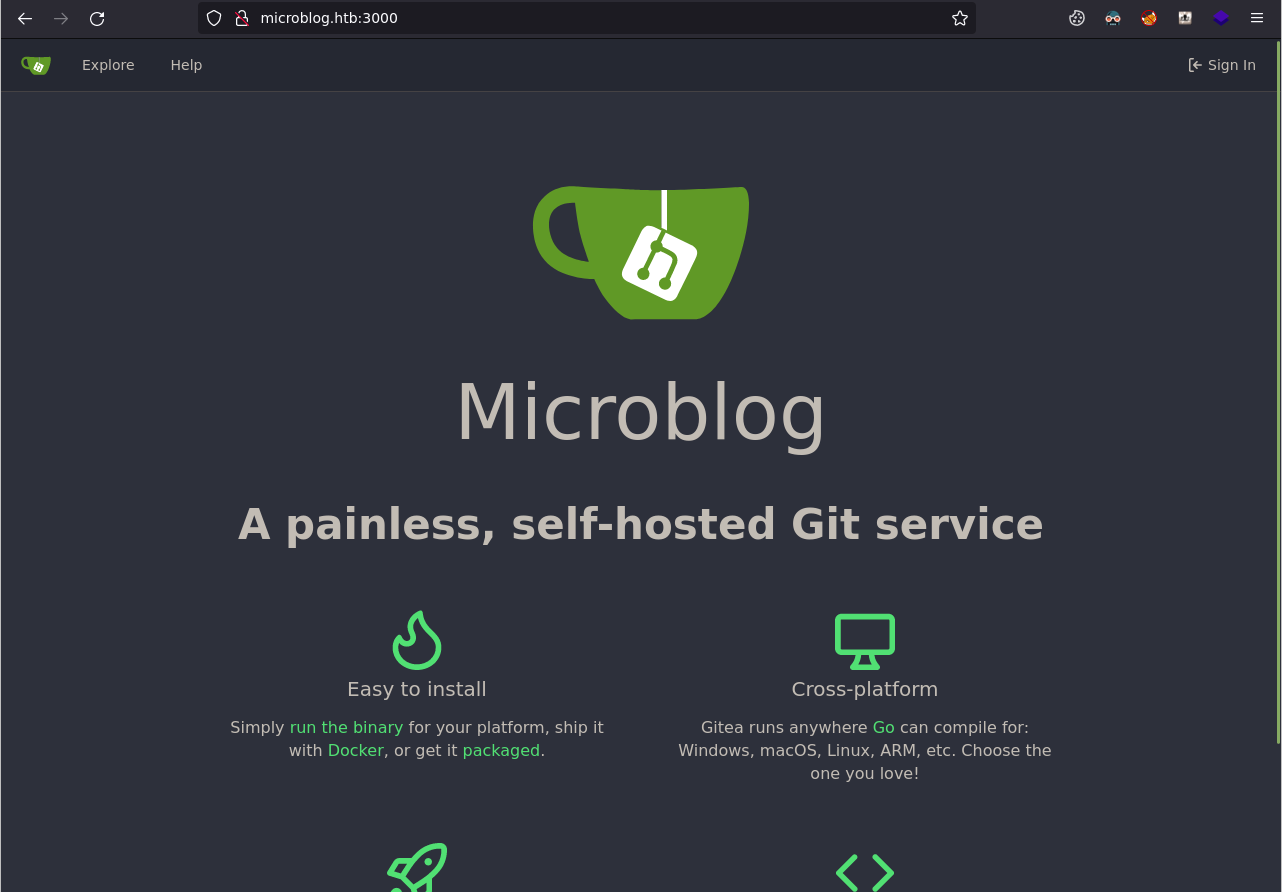 microblog.htb:3000
Explore
Help
Sign In
Microblog
A painless, self-hosted Git service
Easy to install
Simply run the binary for your platform, ship it
with Docker, or get it packaged.
Cross-platform
Gitea runs anywhere Go can compile for:
Windows, macOS, Linux, ARM, etc. Choose the
one you love!